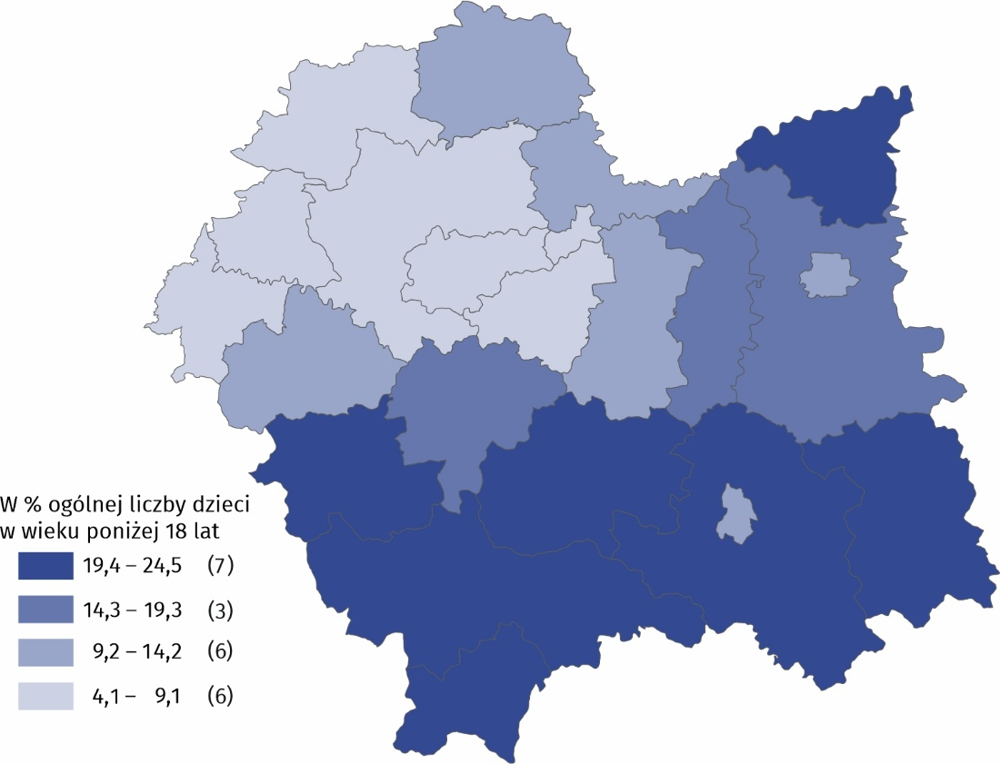 W % ogólnej liczby dzieci
w wieku poniżej 18 lat
19,4 – 24,5 (7)
14,3 – 19,3 (3)
9,2 – 14,2 (6)
4,1 – 9,1 (6)